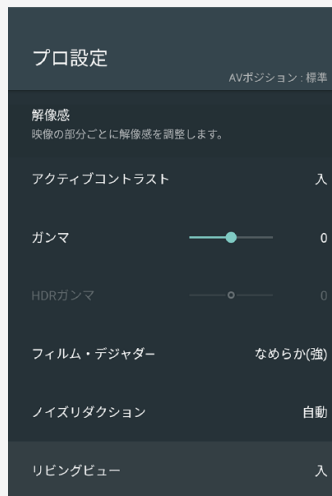 プロ設定
AVポジション : 標準
解像感
映像の部分ごとに解像感を調整します。
アクティブコントラスト 入
ガンマ 0
HDRガンマ 0
フィルム・デジャダー なめらか(強)
ノイズリダクション 自動
リビングビュー 入